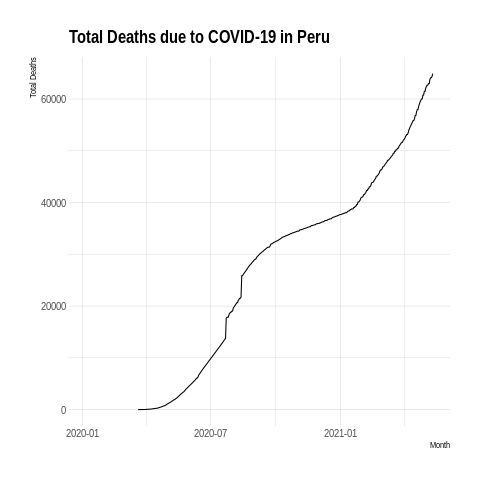 Total Deaths due to COVID-19 in Peru
Total Deaths
60000
40000
20000
0
2020-01 2020-07 2021-01
Month